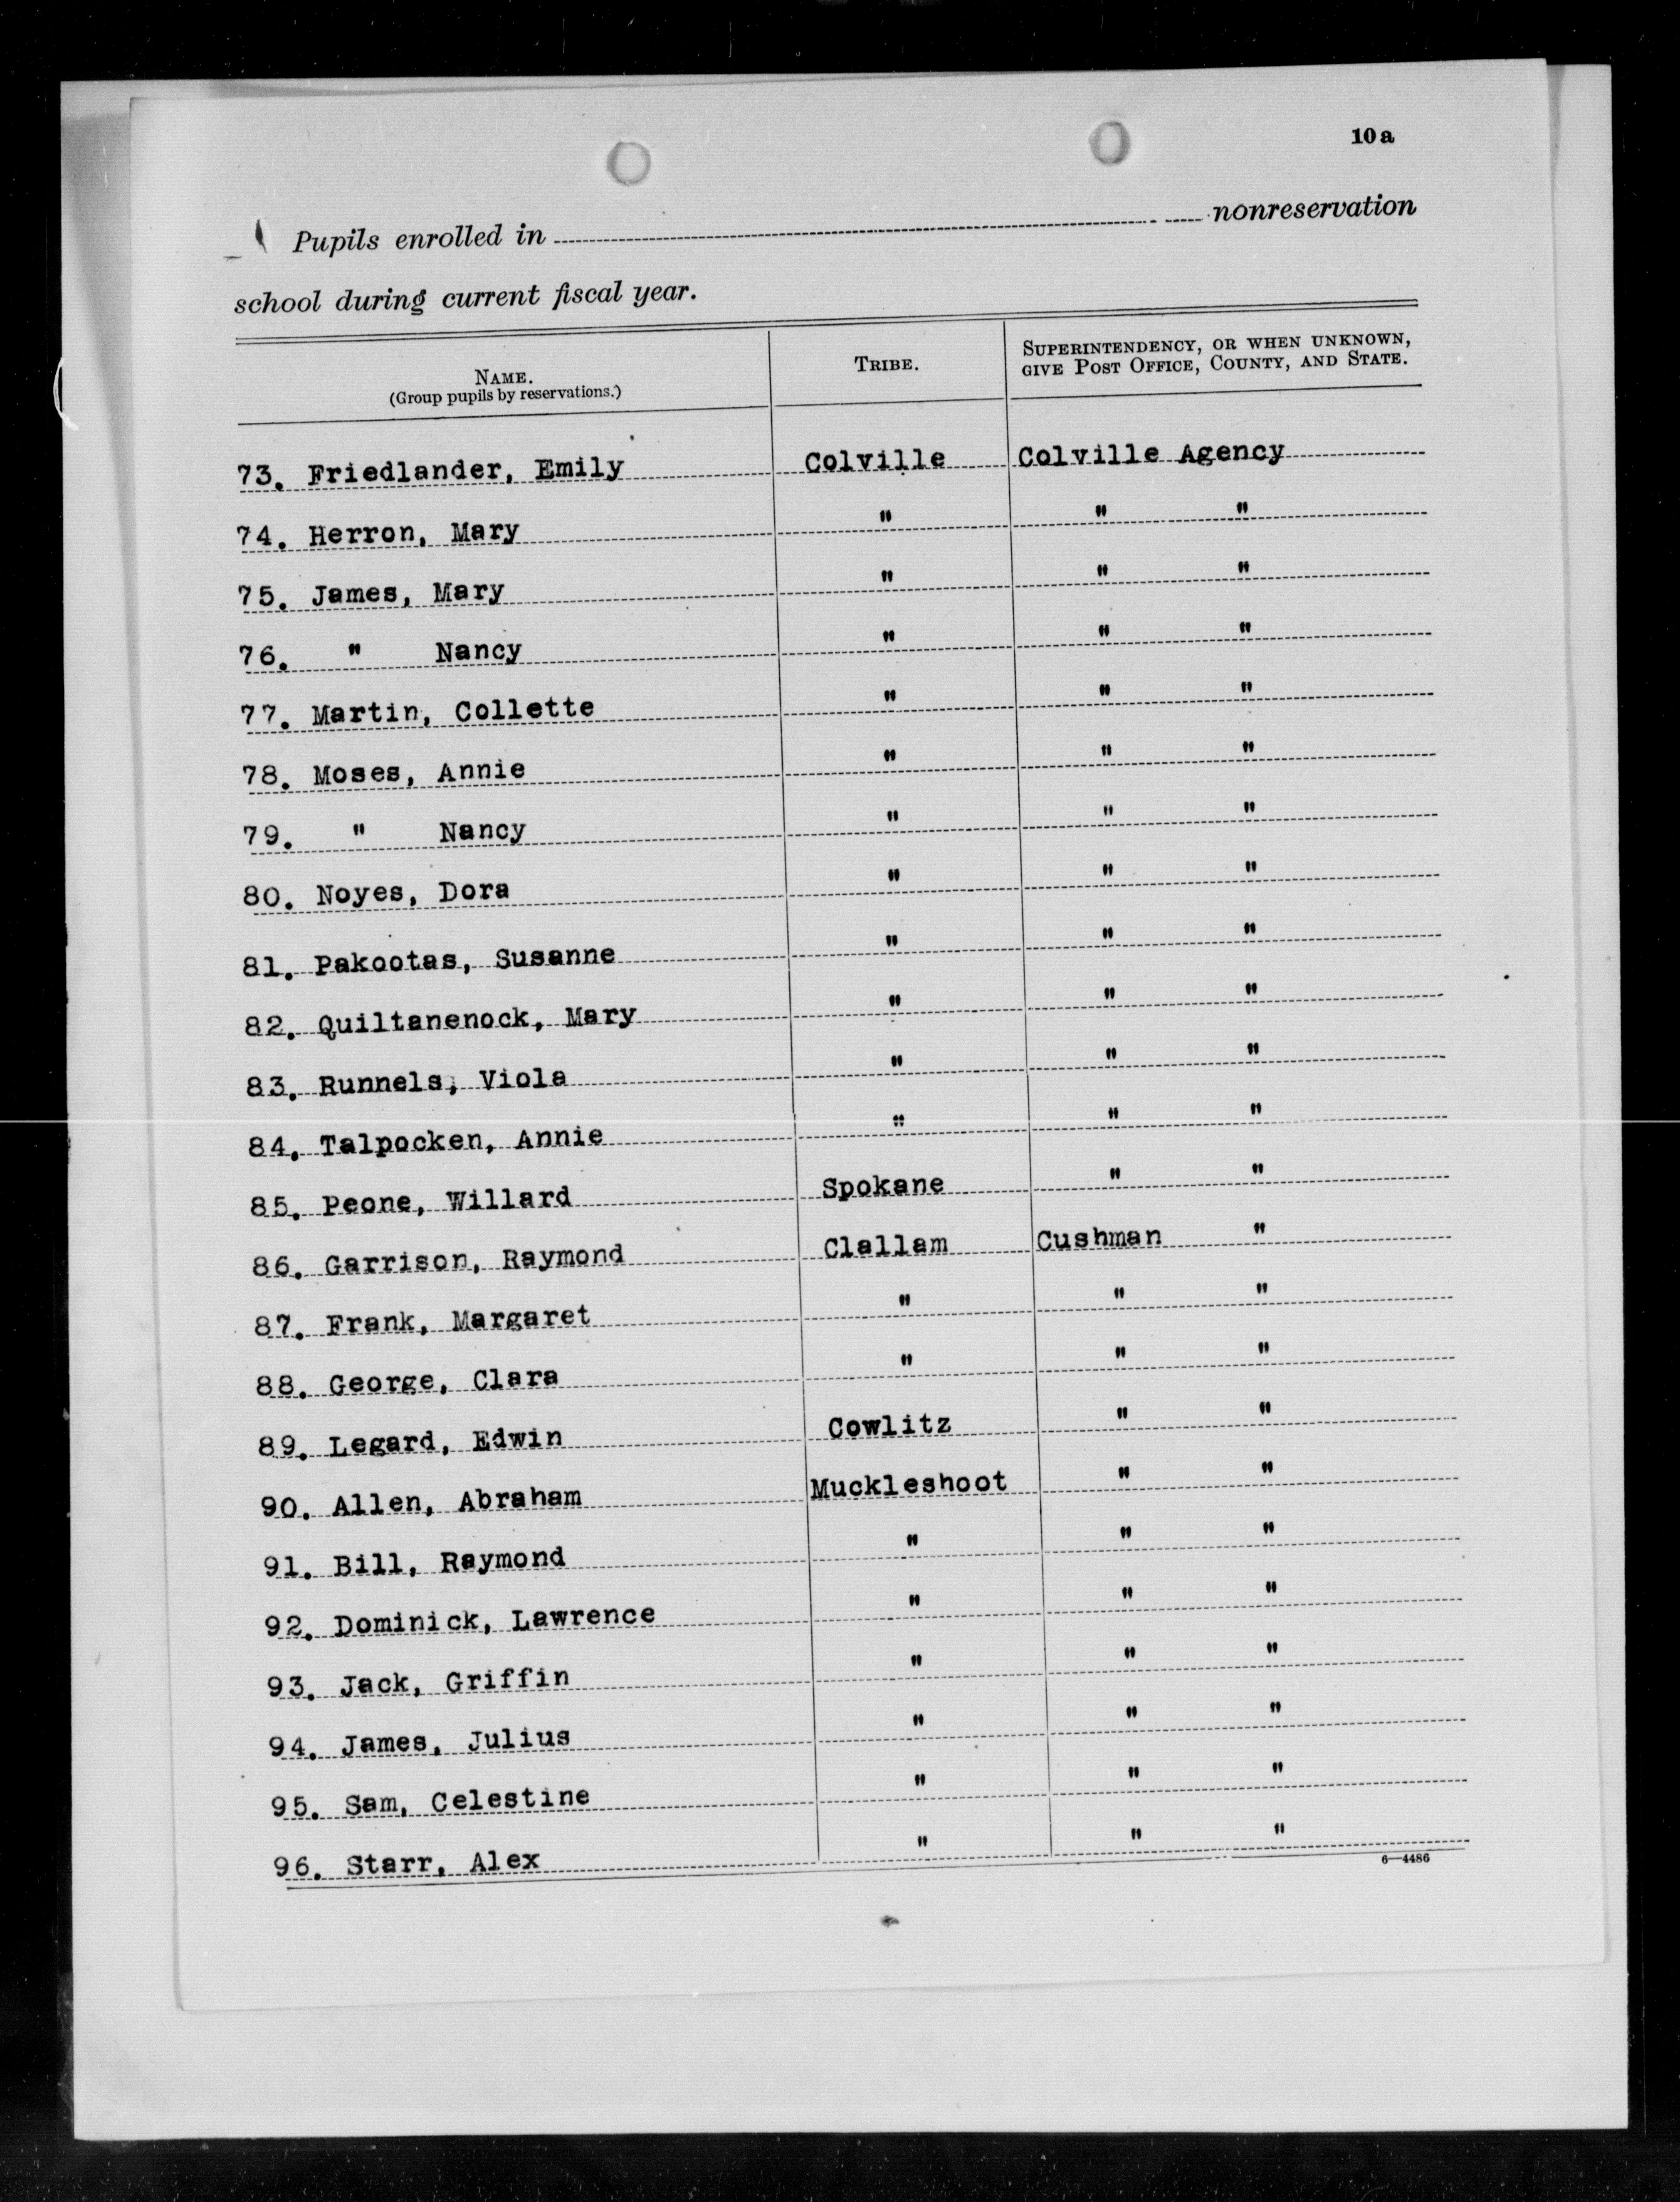 10 a
Pupils enrolled in nonreservation
school during current fiscal year.
NAME. TRIBE. SUPERINTENDENCY, OR WHEN UNKNOWN,
(Group pupils by reservations.) GIVE POST OFFICE, COUNTY, AND STATE.
73. Friedlander, Emily Colville Colville Agency
74. Herron, Mary " " "
75. James, Mary " " "
76. " Nancy " " "
77. Martin, Collette " " "
78. Moses, Annie " " "
79. " Nancy " " "
80. Noyes, Dora " " "
81. Pakootas, Susanne " " "
82. Quiltanenock, Mary " " "
83. Runnels, Viola " " "
84. Talpocken, Annie " " "
85. Peone, Willard Spokane " "
86. Garrison, Raymond Clallam Cushman "
87. Frank, Margaret " " "
88. George, Clara " " "
89. Legard, Edwin Cowlitz " "
90. Allen, Abraham Muckleshoot " "
91. Bill, Raymond " " "
92. Dominick, Lawrence " " "
93. Jack, Griffin " " "
94. James, Julius " " "
95. Sam, Celestine " " "
96. Starr, Alex " " "
6—4486